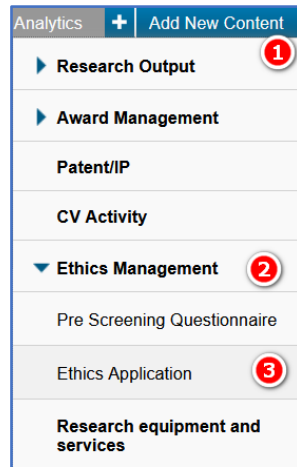 Analytics + Add New Content
1
Research Output
Award Management
Patent/IP
CV Activity
Ethics Management 2
Pre Screening Questionnaire
Ethics Application 3
Research equipment and
services